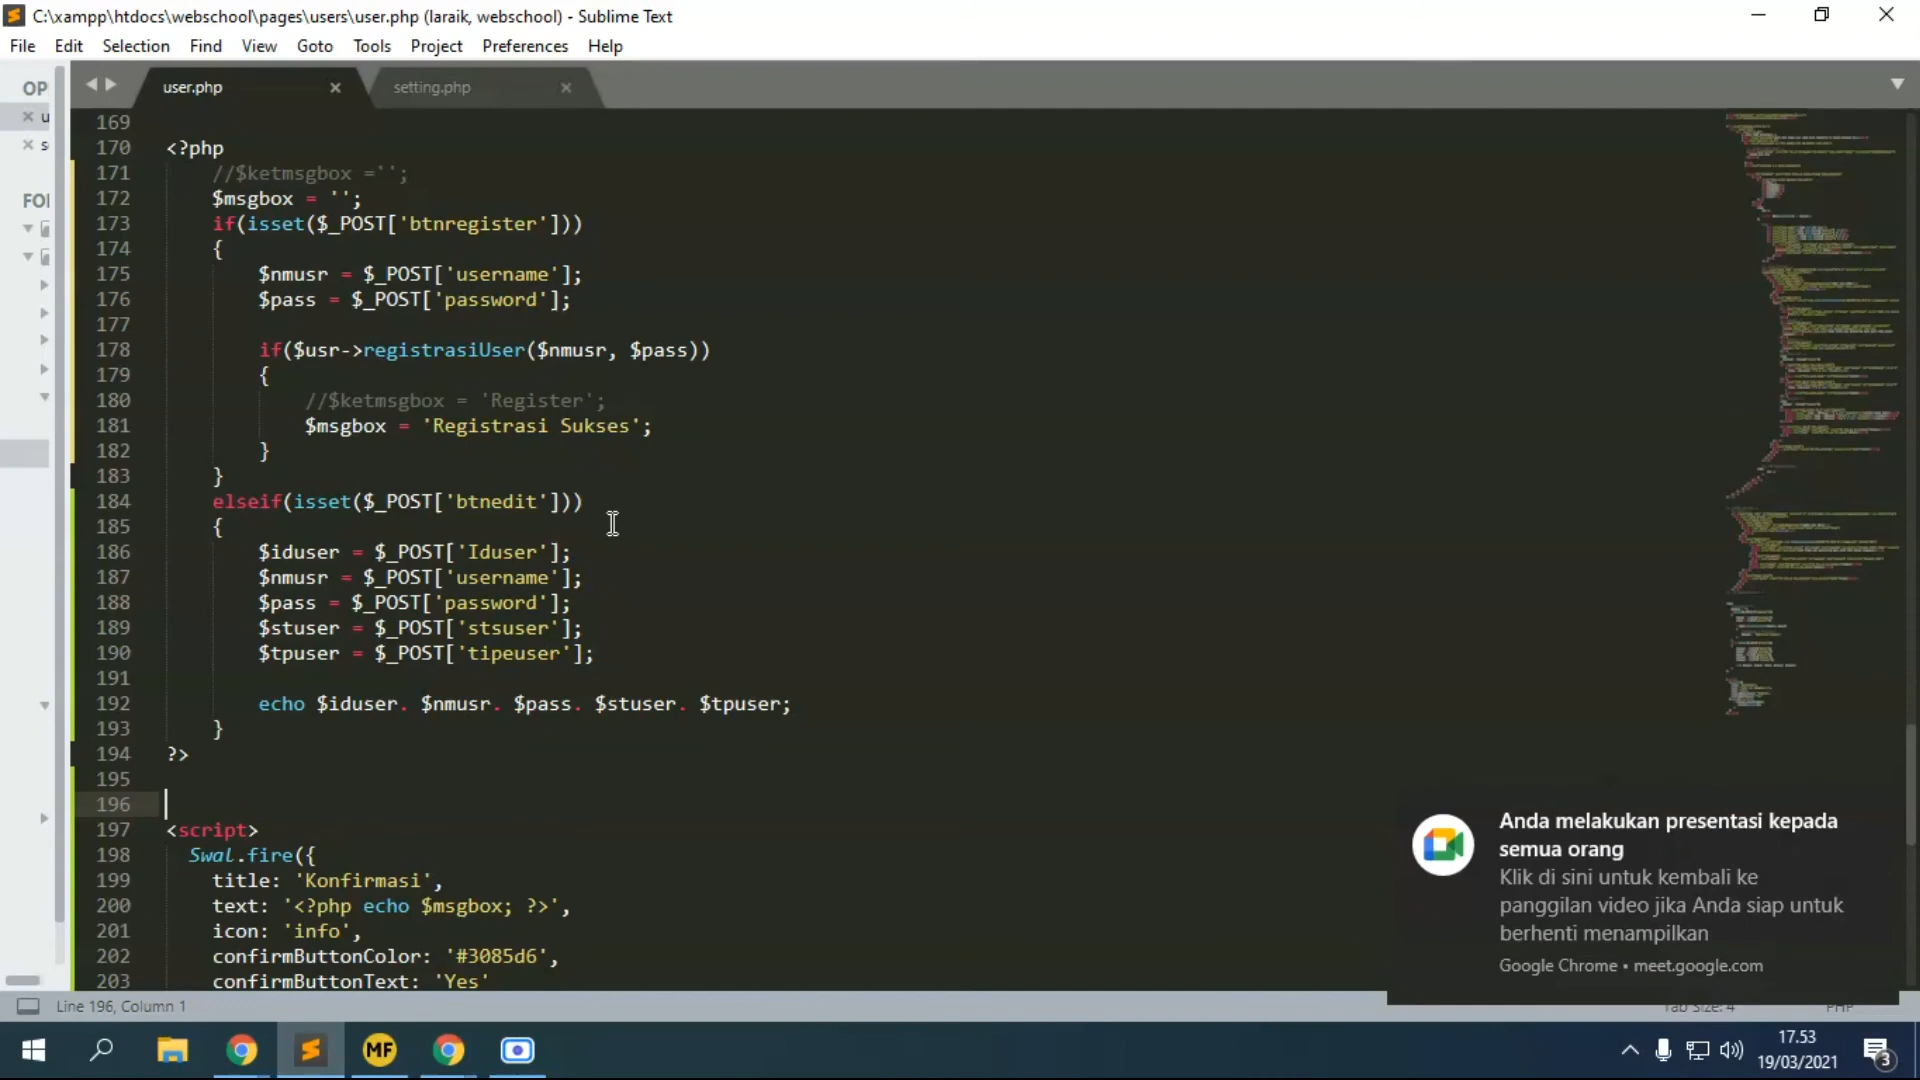 C:\xampp\htdocs\webschool\pages\users\user.php (laraik, webschool) - Sublime Text
File Edit Selection Find View Goto Tools Project Preferences Help
OP
user.php
setting.php
u
s
FOI
169
170 <?php
171 //$ketmsgbox ='';
172 $msgbox = '';
173 if(isset($_POST['btnregister']))
174 {
175 $nmusr = $_POST['username'];
176 $pass = $_POST['password'];
177
178 if($usr->registrasiUser($nmusr, $pass))
179 {
180 //$ketmsgbox = 'Register';
181 $msgbox = 'Registrasi Sukses';
182 }
183 }
184 elseif(isset($_POST['btnedit']))
185 {
186 $iduser = $_POST['Iduser'];
187 $nmusr = $_POST['username'];
188 $pass = $_POST['password'];
189 $stuser = $_POST['stsuser'];
190 $tpuser = $_POST['tipeuser'];
191
192 echo $iduser. $nmusr. $pass. $stuser. $tpuser;
193 }
194 ?>
195
196
197 <script>
198 Swal.fire({
199 title: 'Konfirmasi',
200 text: '<?php echo $msgbox; ?>',
201 icon: 'info',
202 confirmButtonColor: '#3085d6',
203 confirmButtonText: 'Yes'
Anda melakukan presentasi kepada
semua orang
Klik di sini untuk kembali ke
panggilan video jika Anda siap untuk
berhenti menampilkan
Google Chrome • meet.google.com
Line 196, Column 1
Tab Size: 4
PHP
MF
17.53
19/03/2021
3